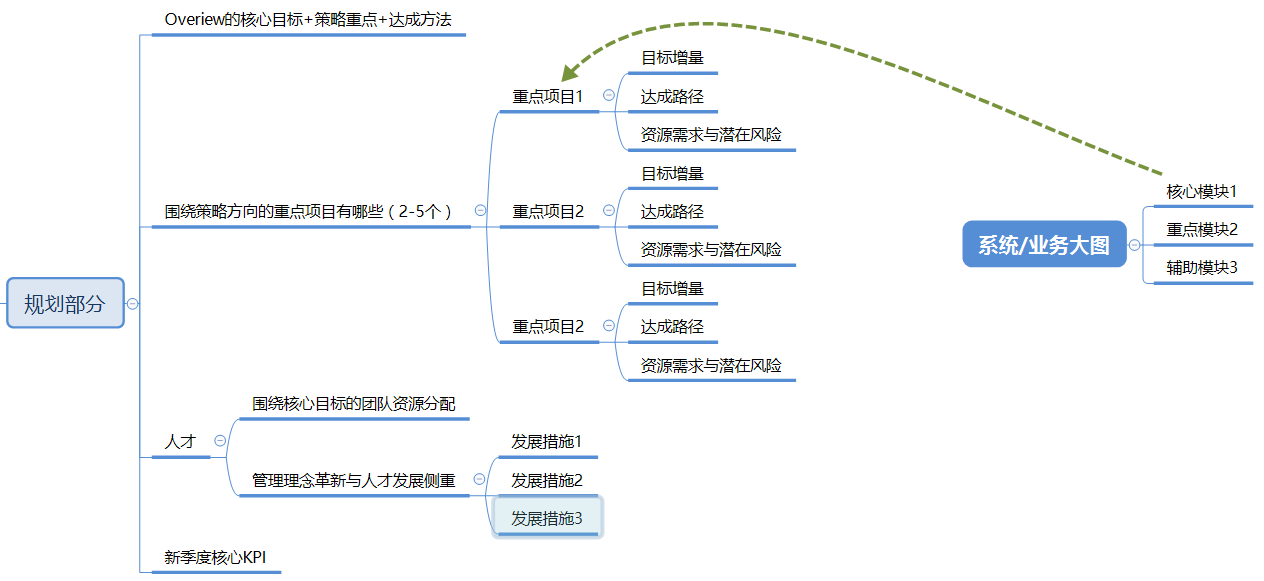 Overiew的核心目标+策略重点+达成方法
目标增量
重点项目1
达成路径
资源需求与潜在风险
目标增量
围绕策略方向的重点项目有哪些（2-5个）
重点项目2
达成路径
资源需求与潜在风险
目标增量
重点项目2
达成路径
资源需求与潜在风险
规划部分
围绕核心目标的团队资源分配
人才
管理理念革新与人才发展侧重
发展措施1
发展措施2
发展措施3
新季度核心KPI
系统/业务大图
核心模块1
重点模块2
辅助模块3